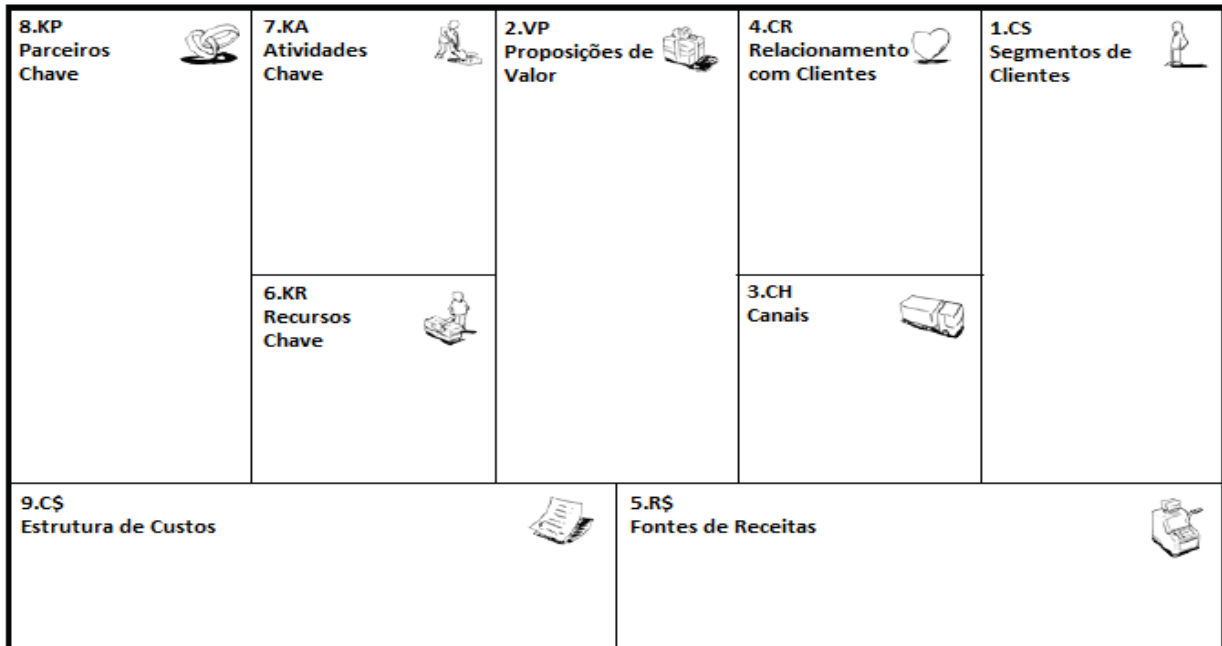 8.KP
Parceiros
Chave
7.KA
Atividades
Chave
2.VP
Proposições de
Valor
4.CR
Relacionamento
com Clientes
1.CS
Segmentos de
Clientes
6.KR
Recursos
Chave
3.CH
Canais
9.C$
Estrutura de Custos
5.R$
Fontes de Receitas